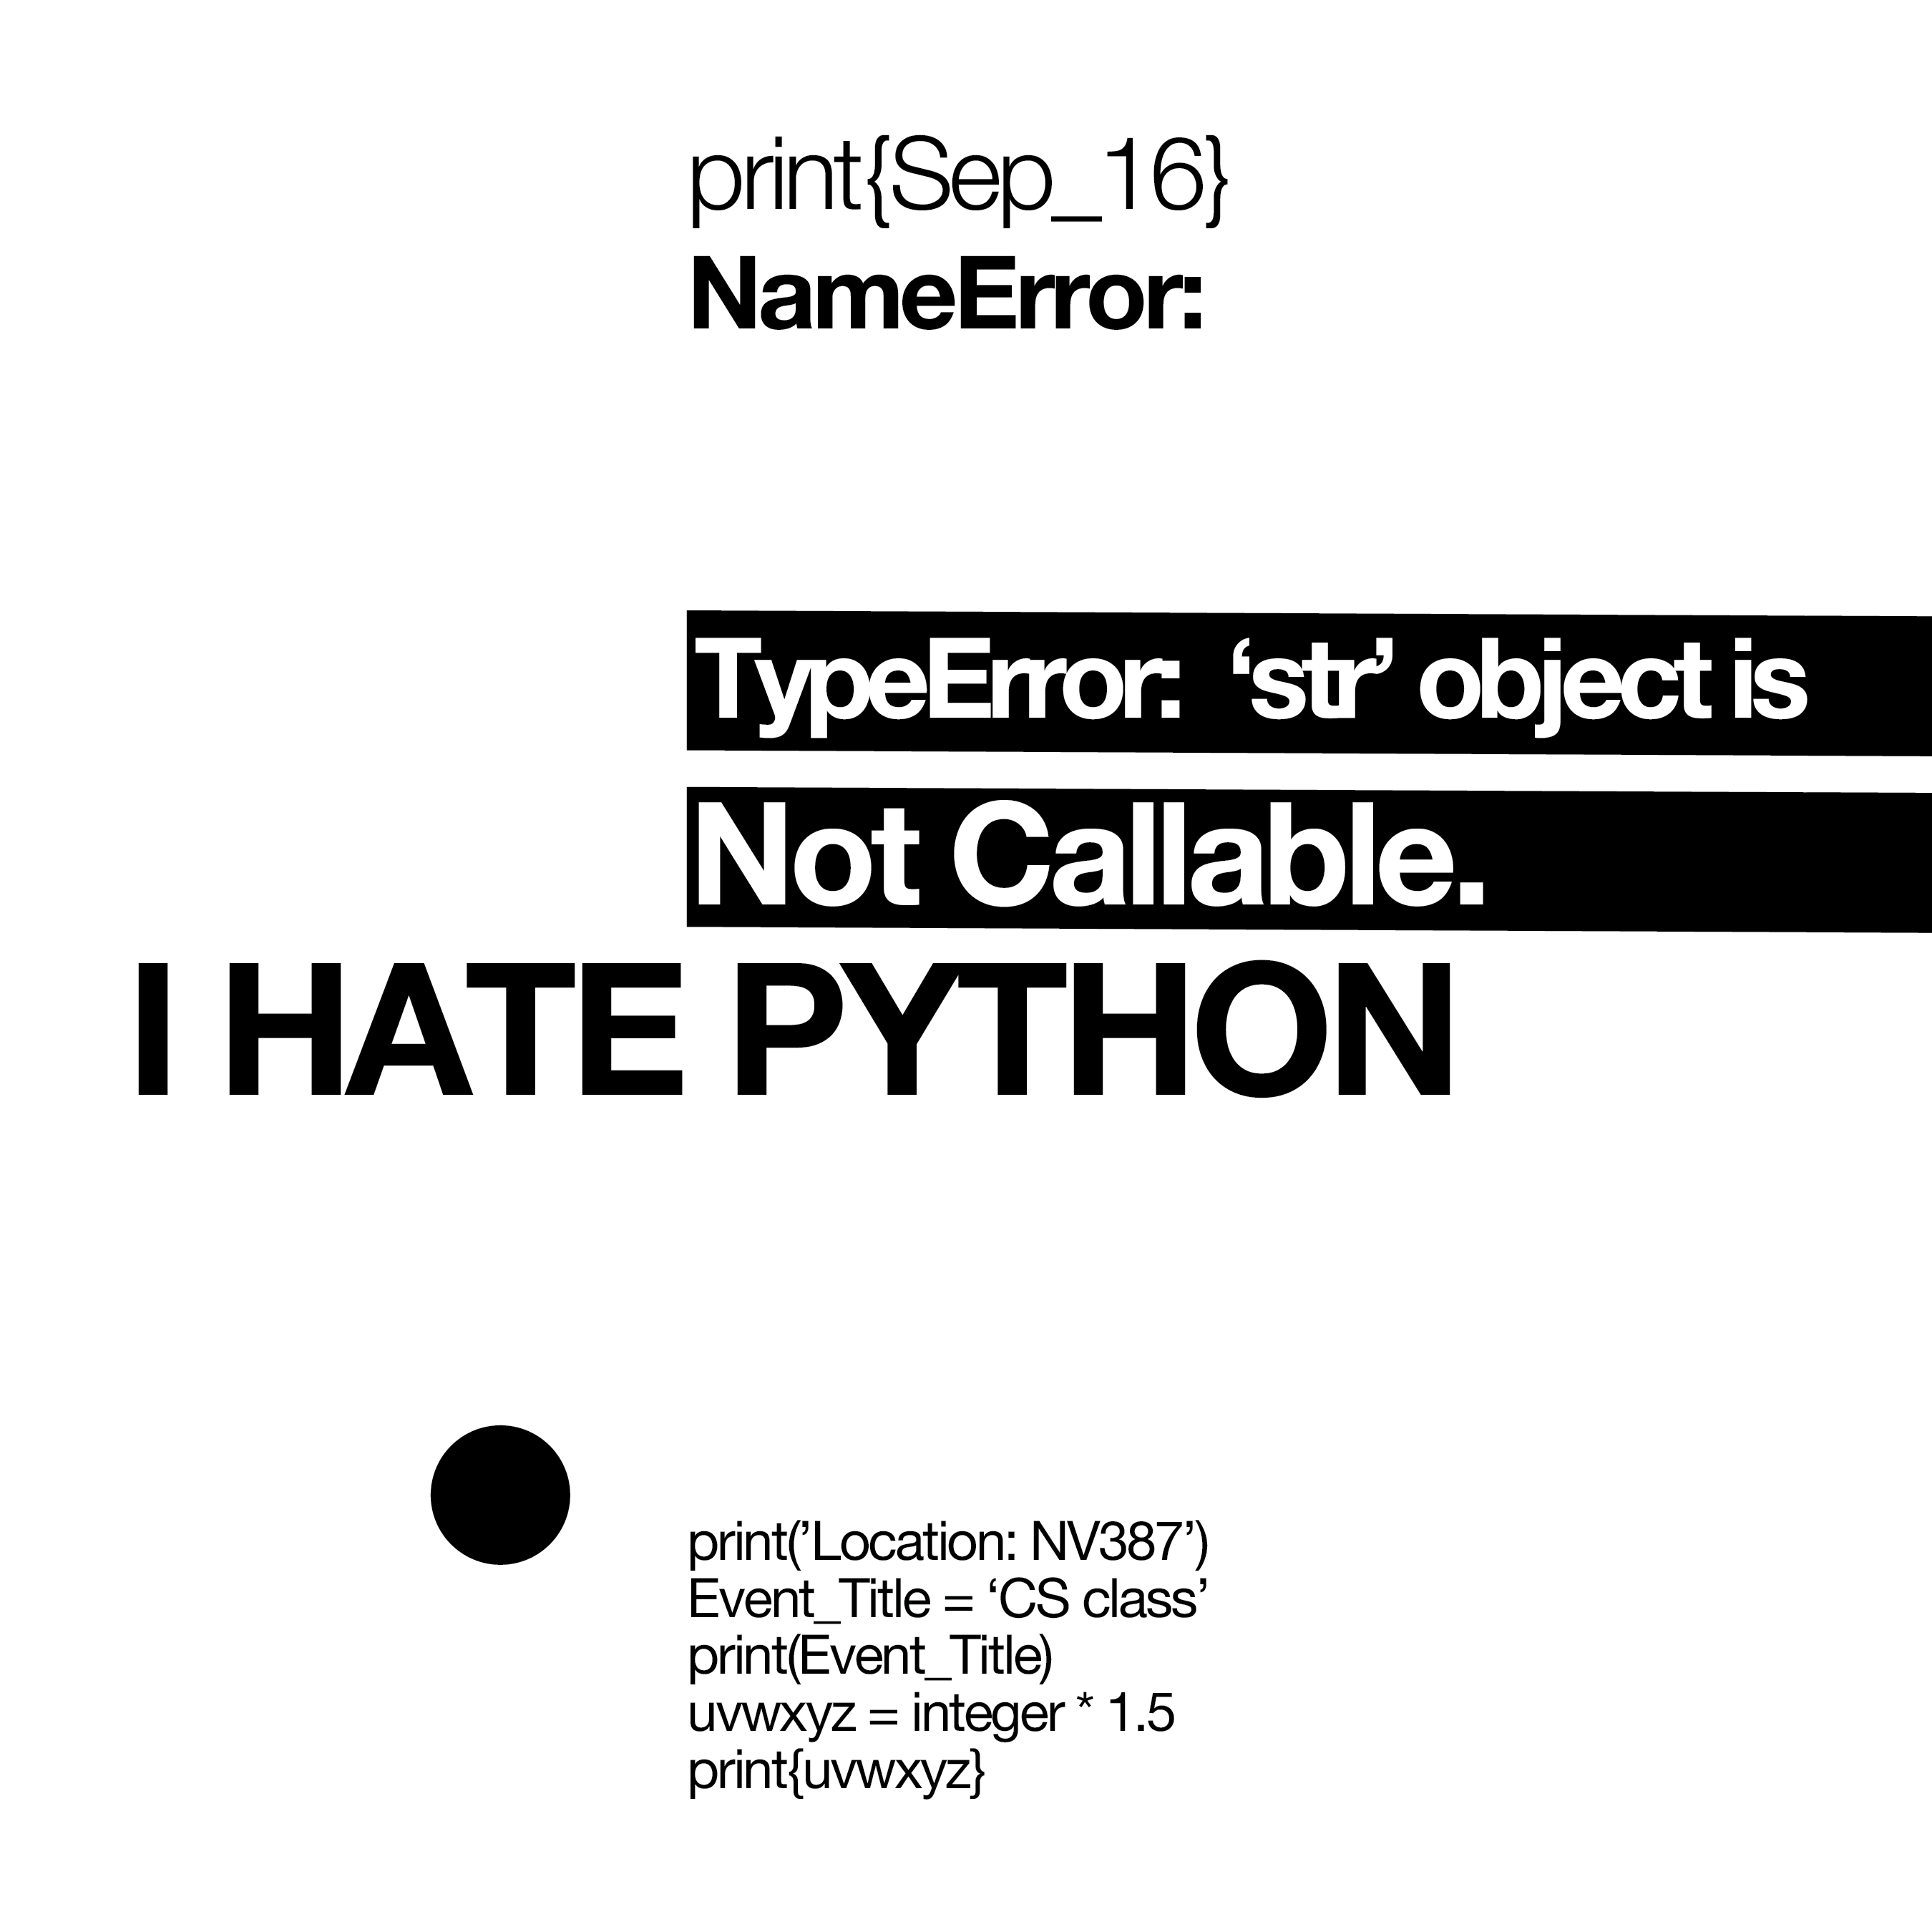 print{Sep_16}
NameError:
TypeError: ‘str’ object is
Not Callable.
I HATE PYTHON
print(’Location: NV387’)
Event_Title = ‘CS class’
print(Event_Title)
uvwxyz = integer * 1.5
print{uvwxyz}